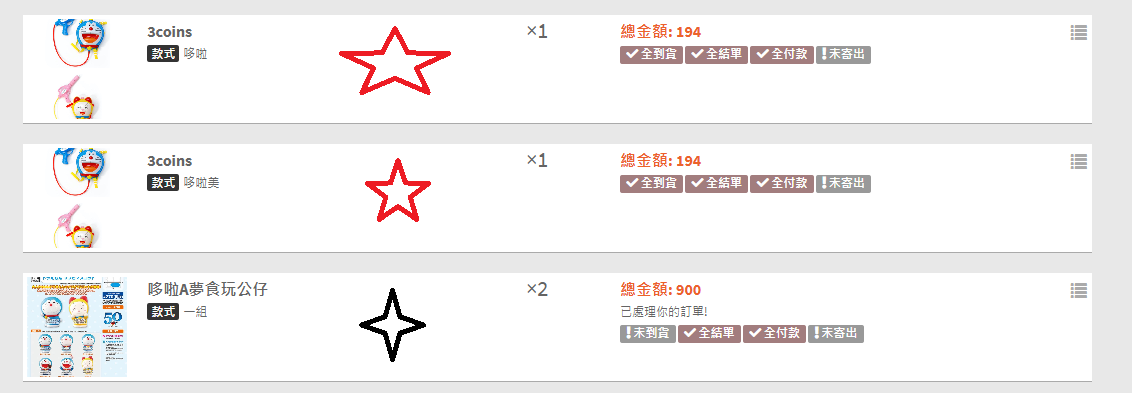 3coins
款式 哆啦
×1
總金額: 194
全到貨 全結單 全付款 未寄出
3coins
款式 哆啦美
×1
總金額: 194
全到貨 全結單 全付款 未寄出
哆啦A夢食玩公仔
款式 一組
×2
總金額: 900
已處理你的訂單!
未到貨 全結單 全付款 未寄出